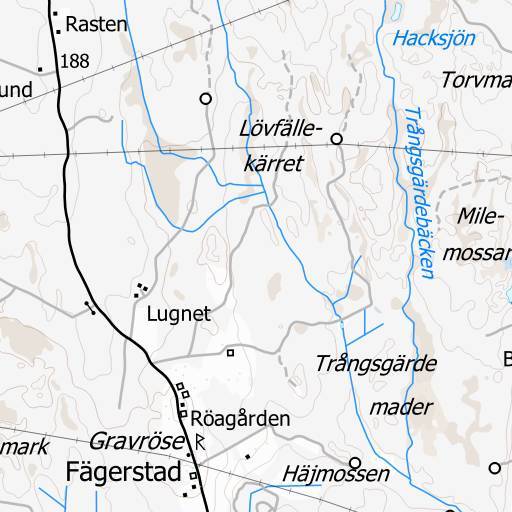 Rasten
Hacksjön
188
Torvma
und
Lövfälle-
kärret
Trångsgärdebäcken
Mile-
mossar
Lugnet
Trångsgärde
mader
B
Röagården
Gravröse
R
mark
Fägerstad
Häjmossen